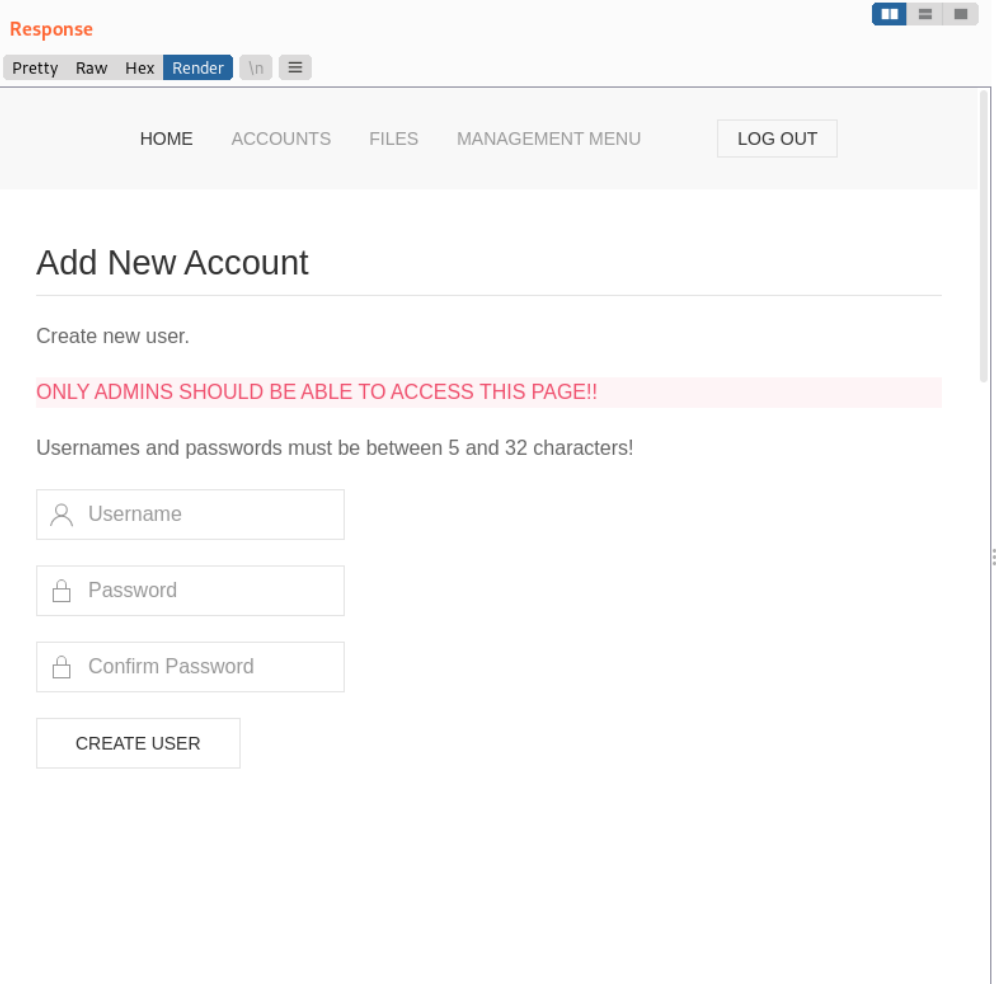 Response
Pretty Raw Hex Render \n
HOME ACCOUNTS FILES MANAGEMENT MENU LOG OUT
Add New Account
Create new user.
ONLY ADMINS SHOULD BE ABLE TO ACCESS THIS PAGE!!
Usernames and passwords must be between 5 and 32 characters!
Username
Password
Confirm Password
CREATE USER